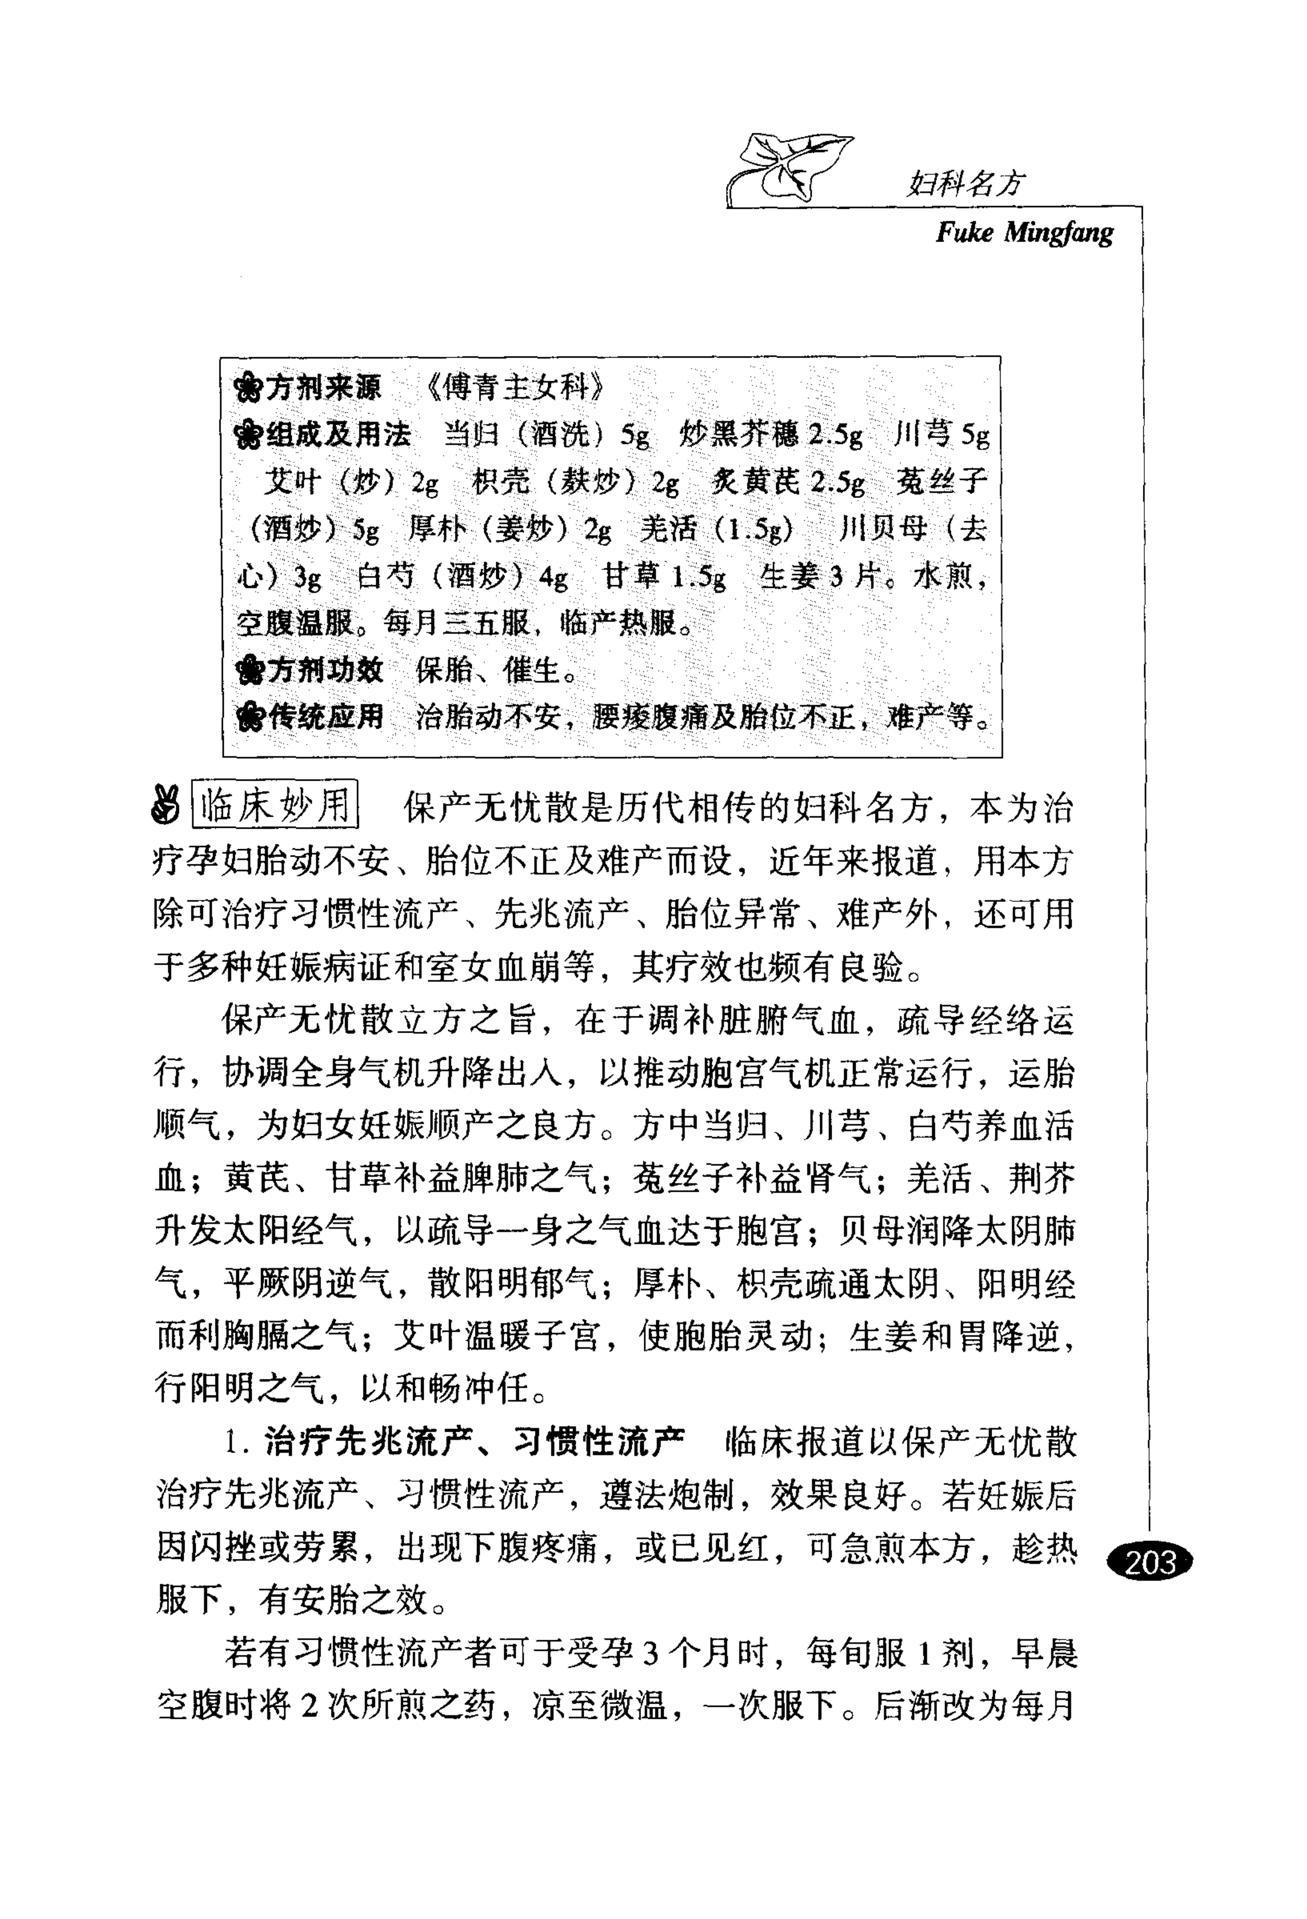 妇科名方
Fuke Mingfang
方剂来源 《傅青主女科》
组成及用法 当归（酒洗）5g 炒黑芥穗2.5g 川芎5g
艾叶（炒）2g 枳壳（麸炒）2g 炙黄芪2.5g 菟丝子
（酒炒）5g 厚朴（姜炒）2g 羌活（1.5g） 川贝母（去
心）3g 白芍（酒炒）4g 甘草1.5g 生姜3片。水煎，
空腹温服。每月三五服，临产热服。
方剂功效 保胎、催生。
传统应用 治胎动不安，腰痠腹痛及胎位不正，难产等。
临床妙用 保产无忧散是历代相传的妇科名方，本为治
疗孕妇胎动不安、胎位不正及难产而设，近年来报道，用本方
除可治疗习惯性流产、先兆流产、胎位异常、难产外，还可用
于多种妊娠病证和室女血崩等，其疗效也频有良验。
保产无忧散立方之旨，在于调补脏腑气血，疏导经络运
行，协调全身气机升降出入，以推动胞宫气机正常运行，运胎
顺气，为妇女妊娠顺产之良方。方中当归、川芎、白芍养血活
血；黄芪、甘草补益脾肺之气；菟丝子补益肾气；羌活、荆芥
升发太阳经气，以疏导一身之气血达于胞宫；贝母润降太阴肺
气，平厥阴逆气，散阳明郁气；厚朴、枳壳疏通太阴、阳明经
而利胸膈之气；艾叶温暖子宫，使胞胎灵动；生姜和胃降逆，
行阳明之气，以和畅冲任。
1. 治疗先兆流产、习惯性流产 临床报道以保产无忧散
治疗先兆流产、习惯性流产，遵法炮制，效果良好。若妊娠后
因闪挫或劳累，出现下腹疼痛，或已见红，可急煎本方，趁热
服下，有安胎之效。
若有习惯性流产者可于受孕3个月时，每旬服1剂，早晨
空腹时将2次所煎之药，凉至微温，一次服下。后渐改为每月
203